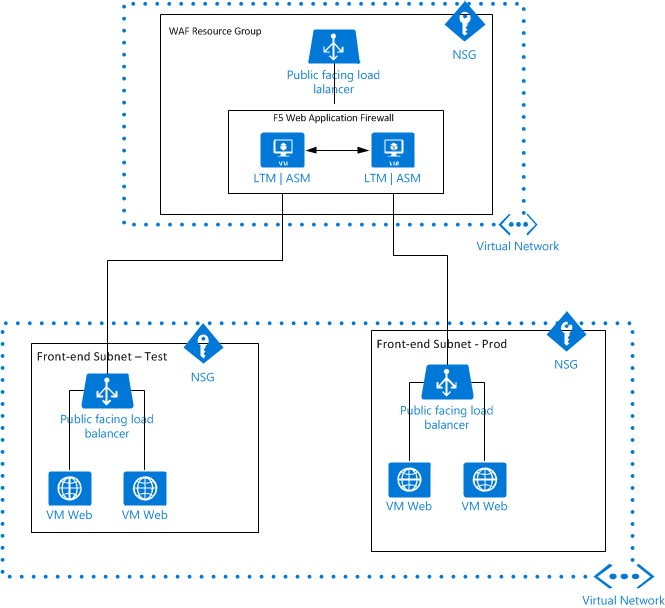 WAF Resource Group
NSG
Public facing load
lalancer
F5 Web Application Firewall
VM
VM
LTM | ASM
LTM | ASM
Virtual Network
Front-end Subnet – Test
NSG
Front-end Subnet - Prod
NSG
Public facing load
balancer
Public facing load
balancer
VM Web
VM Web
VM Web
VM Web
Virtual Network